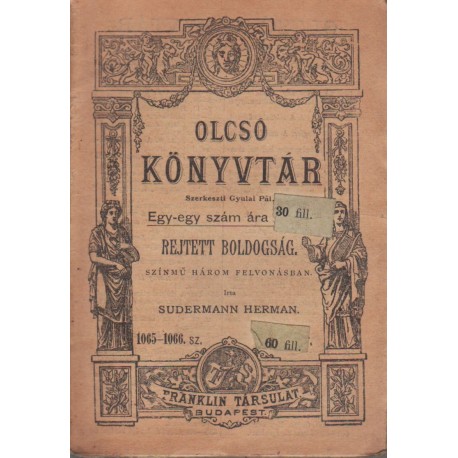 OLCSÓ
KÖNYVTÁR
Szerkeszti Gyulai Pál.
Egy-egy szám ára 30 fill.
REJTETT BOLDOGSÁG.
SZÍNMŰ HÁROM FELVONÁSBAN.
Irta
SUDERMANN HERMAN.
1065–1066. sz. 60 fill.
FRANKLIN TÁRSULAT
BUDAPEST.